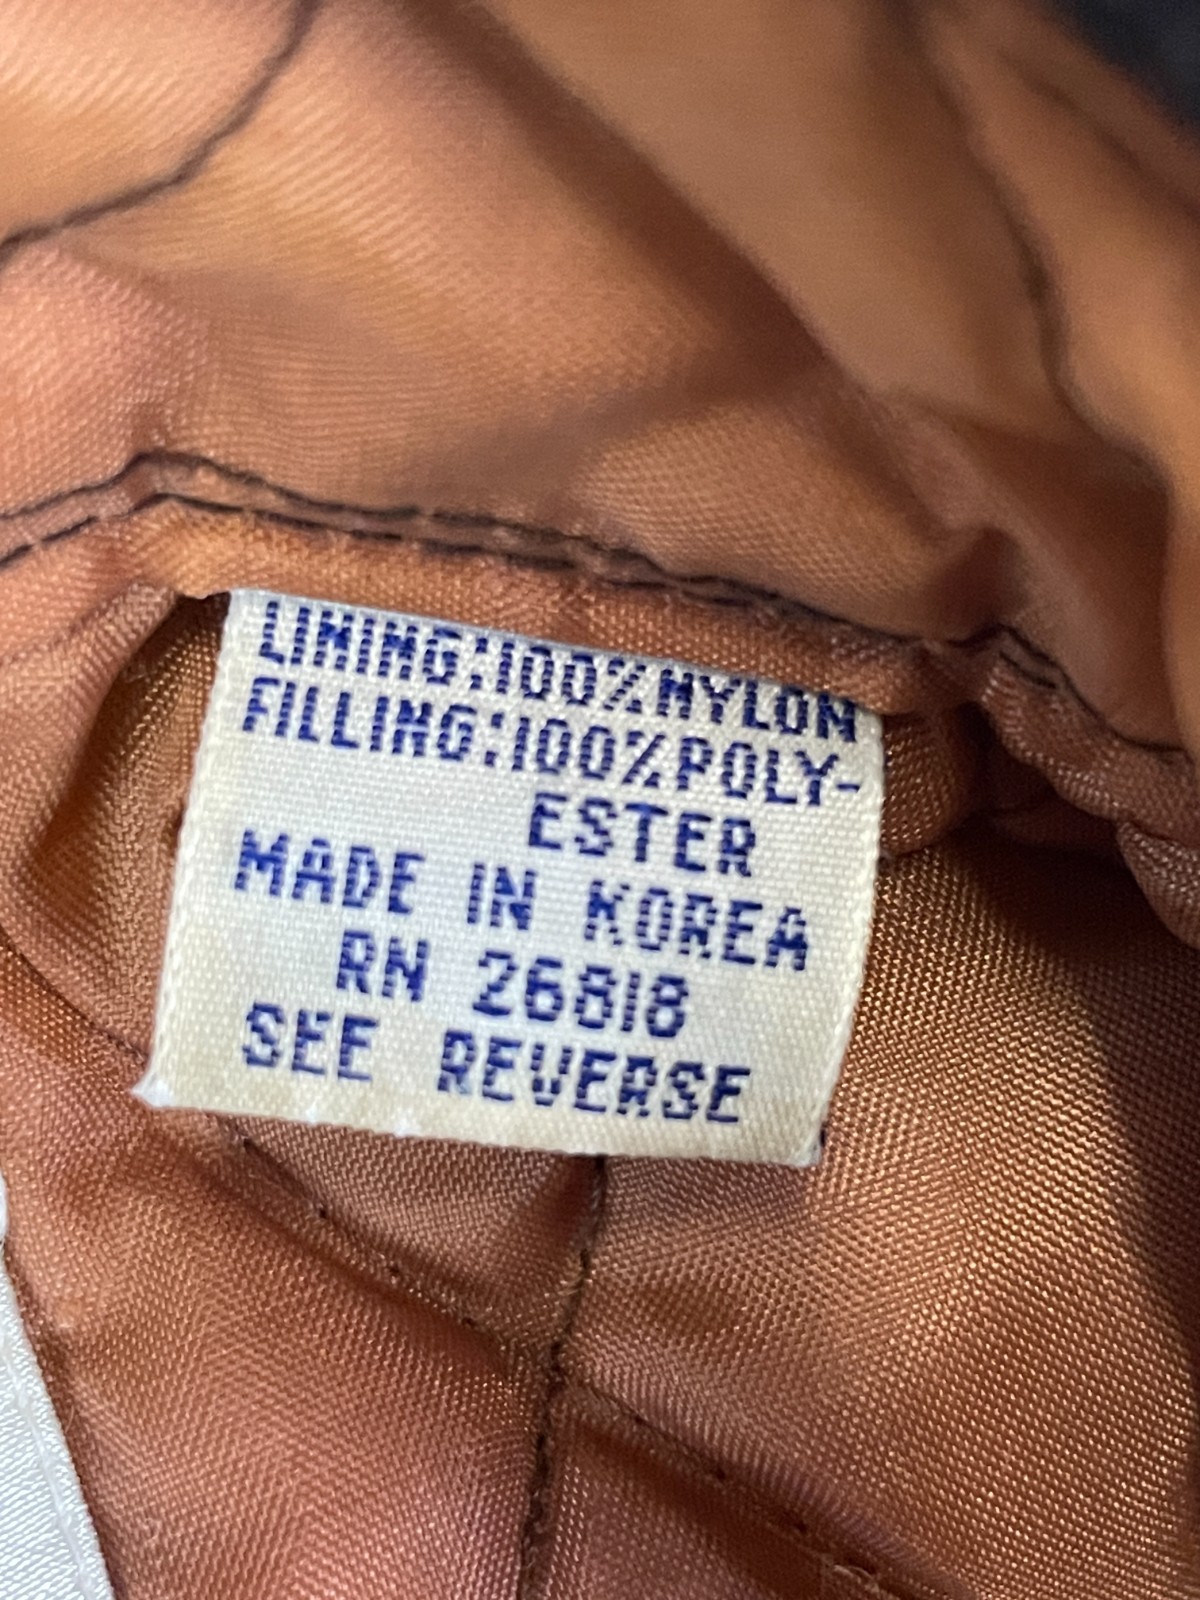 LINING:100%NYLON
FILLING:100%POLY-
ESTER
MADE IN KOREA
RN 26818
SEE REVERSE